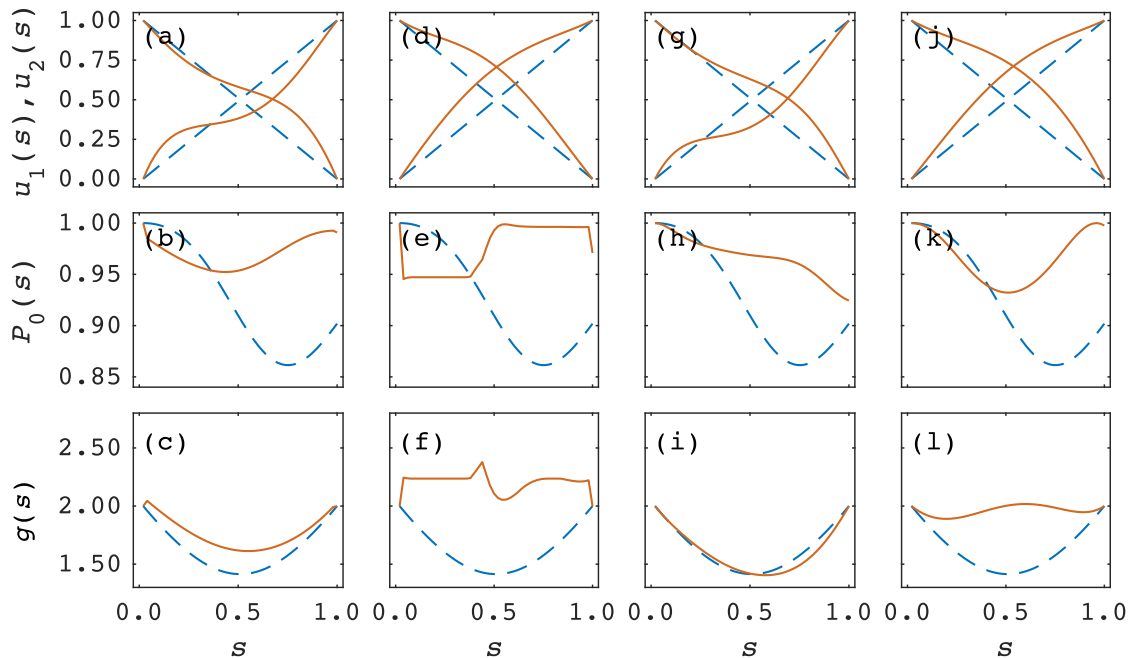 u₁(s),u₂(s)
1.00
0.75
0.50
0.25
0.00
(a)
(d)
(g)
(j)
P₀(s)
1.00
0.95
0.90
0.85
(b)
(e)
(h)
(k)
g(s)
2.50
2.00
1.50
(c)
(f)
(i)
(l)
0.0 0.5 1.0 0.0 0.5 1.0 0.0 0.5 1.0 0.0 0.5 1.0
s s s s